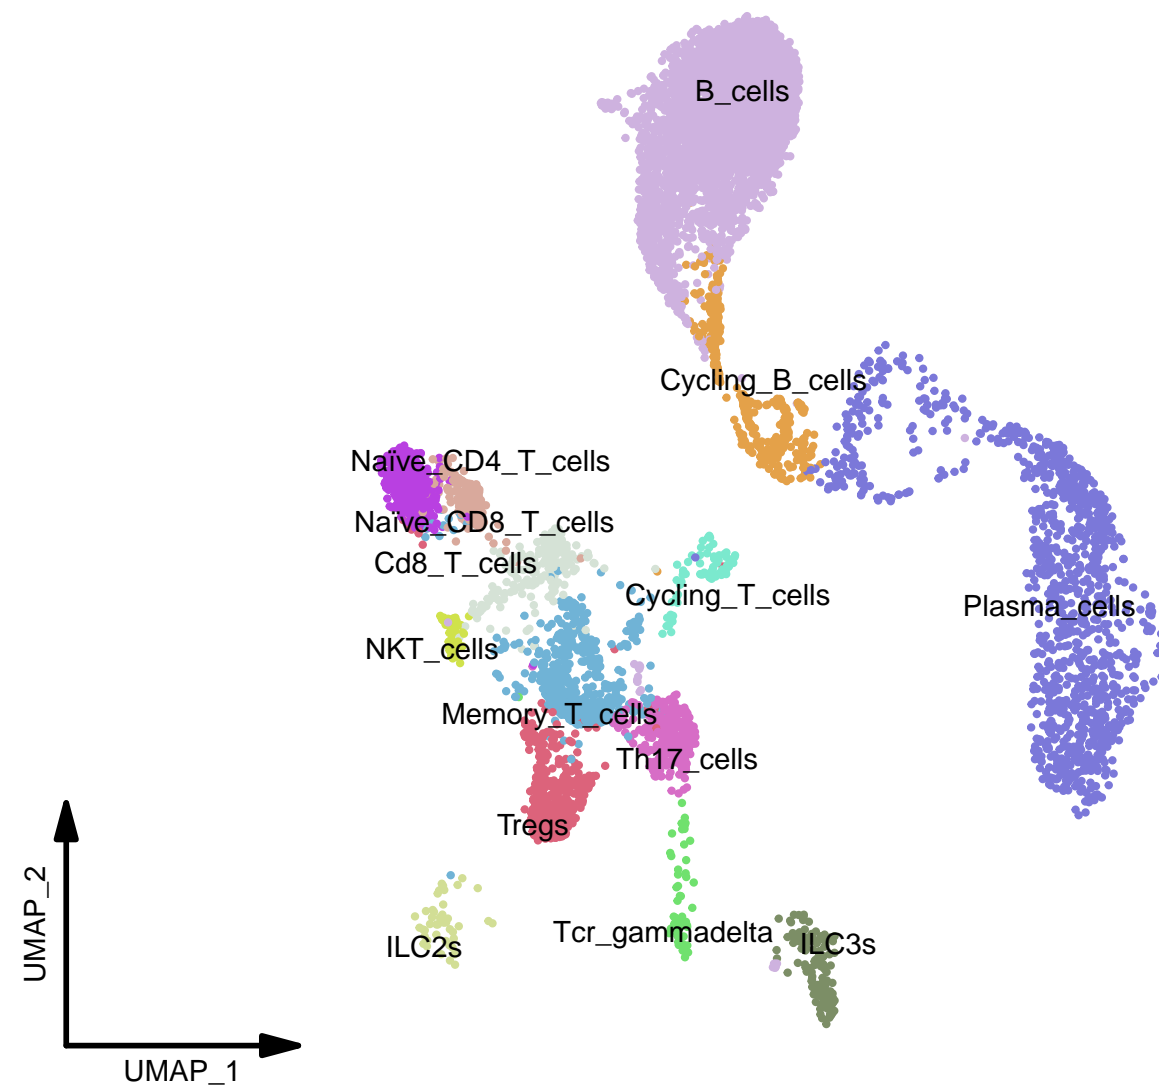 B_cells
Cycling_B_cells
Naïve_CD4_T_cells
Naïve_CD8_T_cells
Cd8_T_cells
Cycling_T_cells
Plasma_cells
NKT_cells
Memory_T_cells
Th17_cells
Tregs
Tcr_gammadelta
ILC3s
ILC2s
UMAP_2
UMAP_1